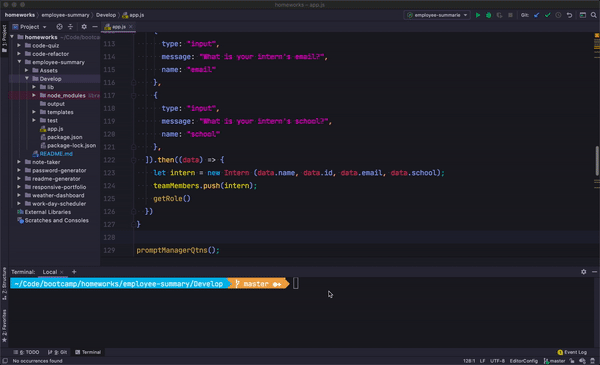 homeworks – app.js
homeworks employee-summary Develop app.js
employee-summarie
Git:
1: Project
Project
app.js
homeworks ~/Code/bootcamp
code-quiz
code-refactor
employee-summary
Assets
Develop
lib
node_modules
output
templates
test
app.js
package.json
package-lock.json
README.md
note-taker
password-generator
readme-generator
responsive-portfolio
weather-dashboard
work-day-scheduler
External Libraries
Scratches and Consoles
113 {
114 type: "input",
115 message: "What is your intern's email?",
116 name: "email"
117 },
118 {
119 type: "input",
120 message: "What is your intern's school?",
121 name: "school"
122 },
122 ]).then((data) => {
123 let intern = new Intern (data.name, data.id, data.email, data.school);
124 teamMembers.push(intern);
125 getRole()
126 })
127 }
128
129 promptManagerQtns();
Terminal: Local × +
~/Code/bootcamp/homeworks/employee-summary/Develop master
Structure
2: Favorites
6: TODO 9: Git Terminal Event Log
No occurrences found 128:1 LF UTF-8 EditorConfig master